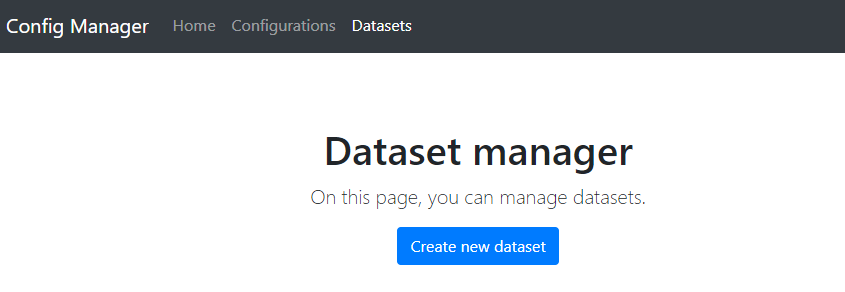 Config Manager Home Configurations Datasets
Dataset manager
On this page, you can manage datasets.
Create new dataset